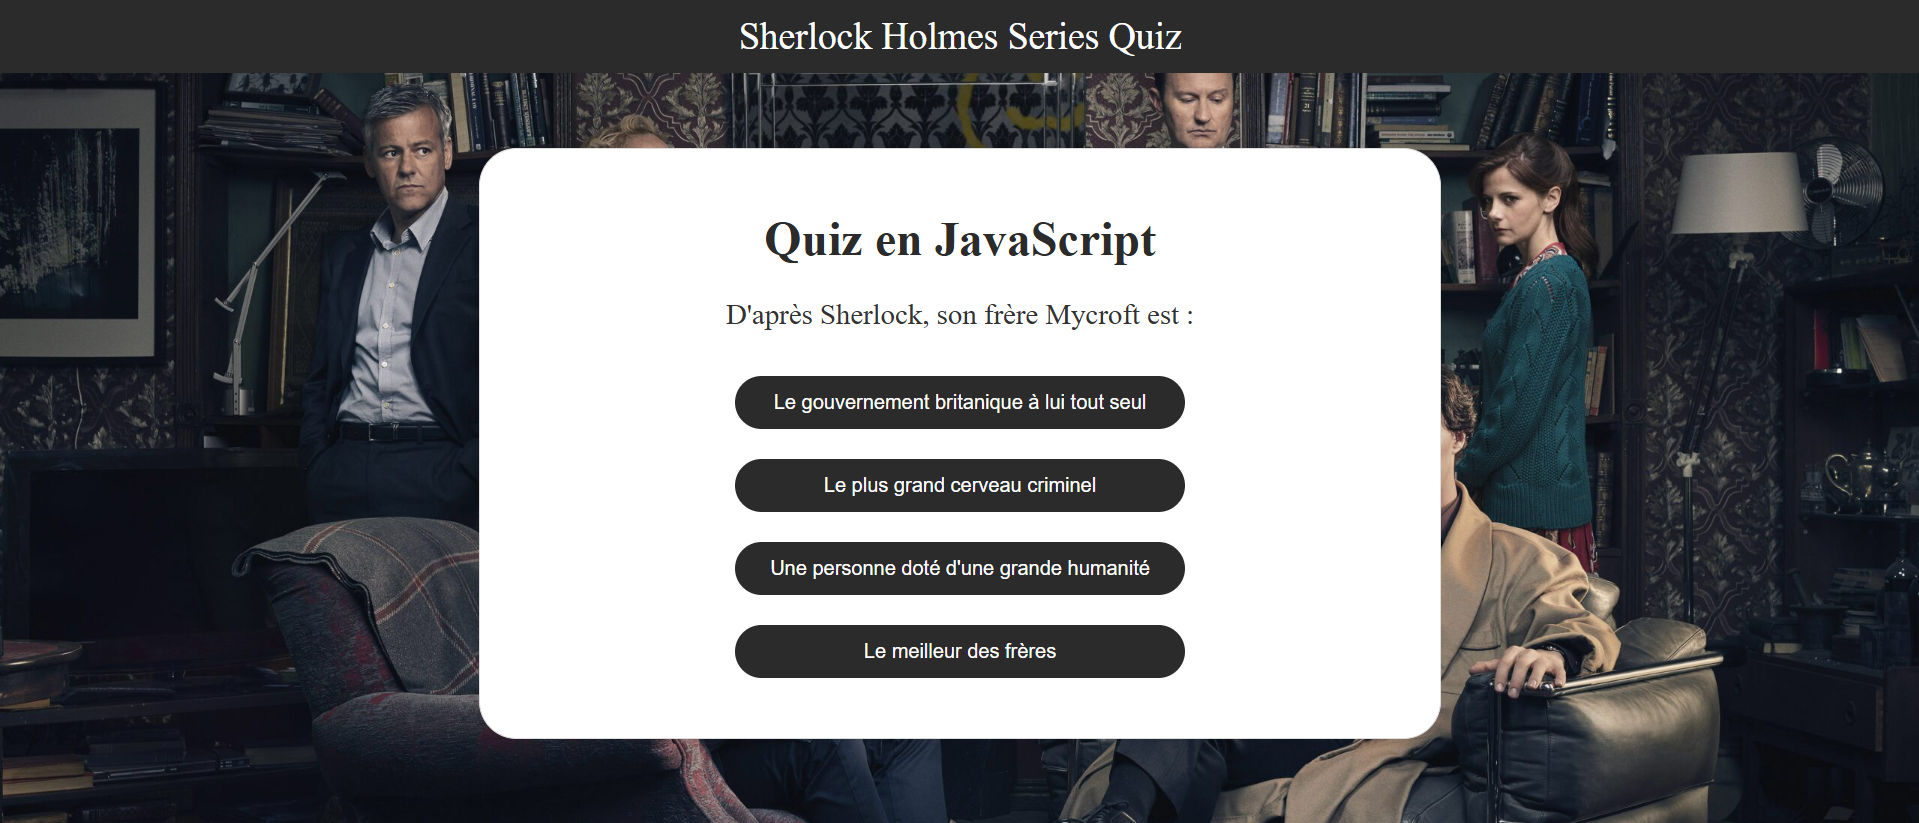 Sherlock Holmes Series Quiz
Quiz en JavaScript
D'après Sherlock, son frère Mycroft est :
Le gouvernement britanique à lui tout seul
Le plus grand cerveau criminel
Une personne doté d'une grande humanité
Le meilleur des frères